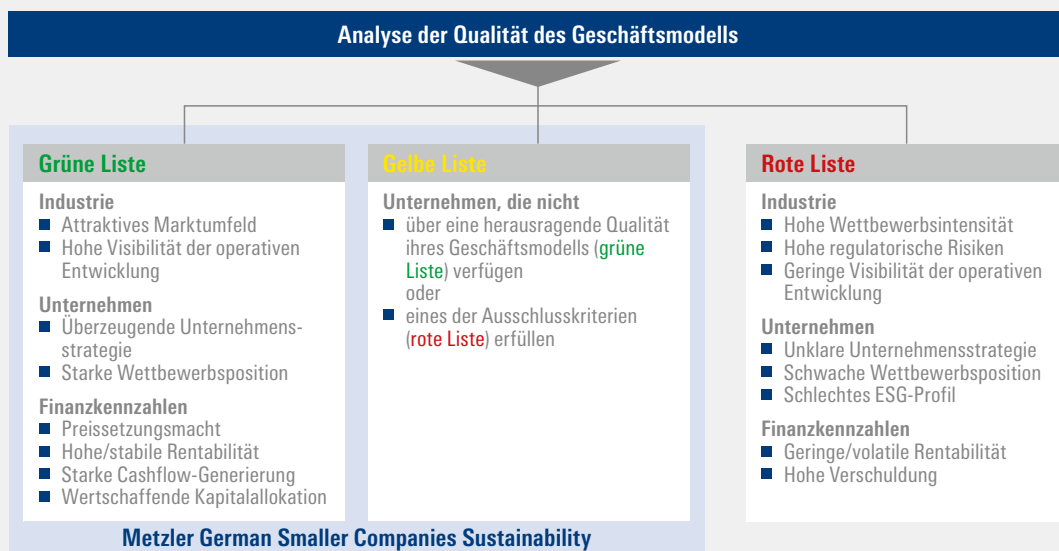 Analyse der Qualität des Geschäftsmodells
Grüne Liste
Industrie
■ Attraktives Marktumfeld
■ Hohe Visibilität der operativen
Entwicklung
Unternehmen
■ Überzeugende Unternehmens-
strategie
■ Starke Wettbewerbsposition
Finanzkennzahlen
■ Preissetzungsmacht
■ Hohe/stabile Rentabilität
■ Starke Cashflow-Generierung
■ Wertschaffende Kapitalallokation
Gelbe Liste
Unternehmen, die nicht
■ über eine herausragende Qualität
ihres Geschäftsmodells (grüne
Liste) verfügen
oder
■ eines der Ausschlusskriterien
(rote Liste) erfüllen
Metzler German Smaller Companies Sustainability
Rote Liste
Industrie
■ Hohe Wettbewerbsintensität
■ Hohe regulatorische Risiken
■ Geringe Visibilität der operativen
Entwicklung
Unternehmen
■ Unklare Unternehmensstrategie
■ Schwache Wettbewerbsposition
■ Schlechtes ESG-Profil
Finanzkennzahlen
■ Geringe/volatile Rentabilität
■ Hohe Verschuldung